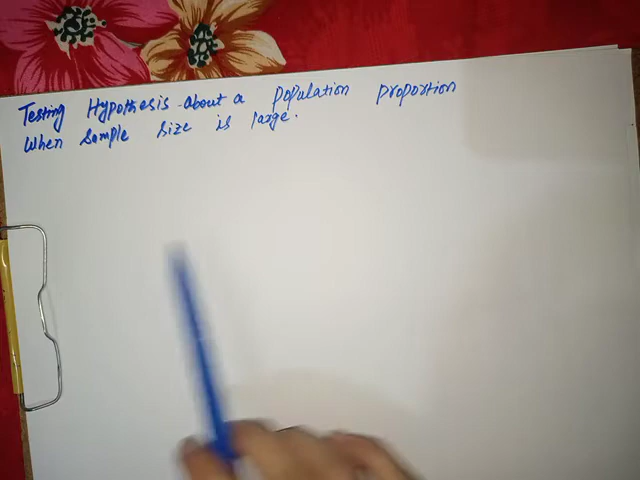 Testing Hypothesis about a population proportion
When Sample size is large.